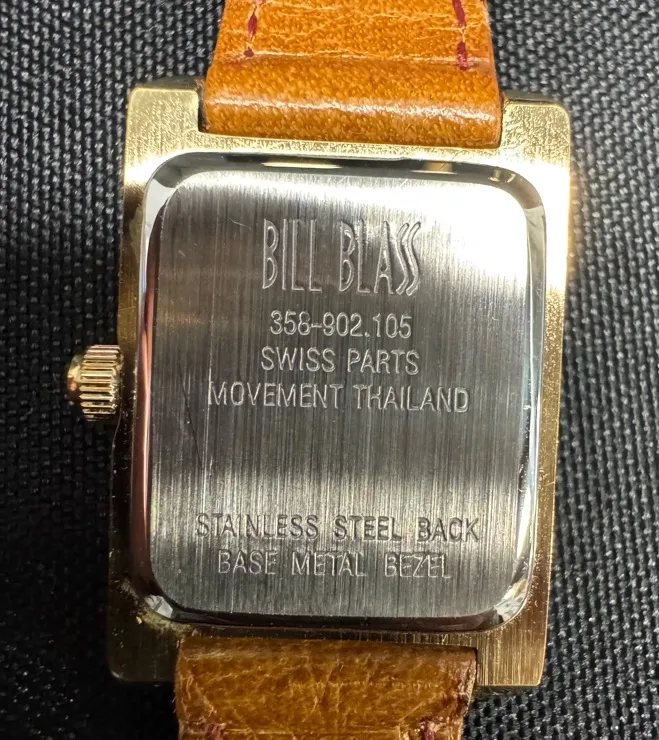 BILL BLASS
358-902.105
SWISS PARTS
MOVEMENT THAILAND
STAINLESS STEEL BACK
BASE METAL BEZEL